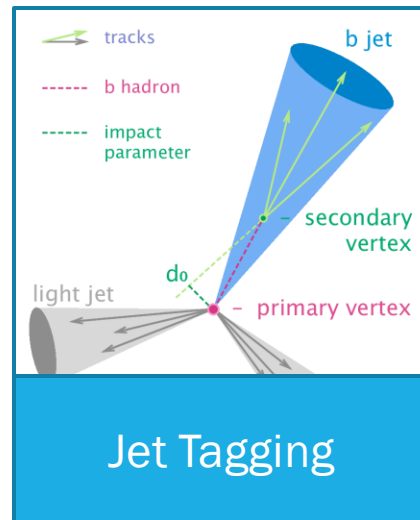 tracks
b hadron
impact
parameter
b jet
secondary
vertex
d₀
light jet
primary vertex
Jet Tagging